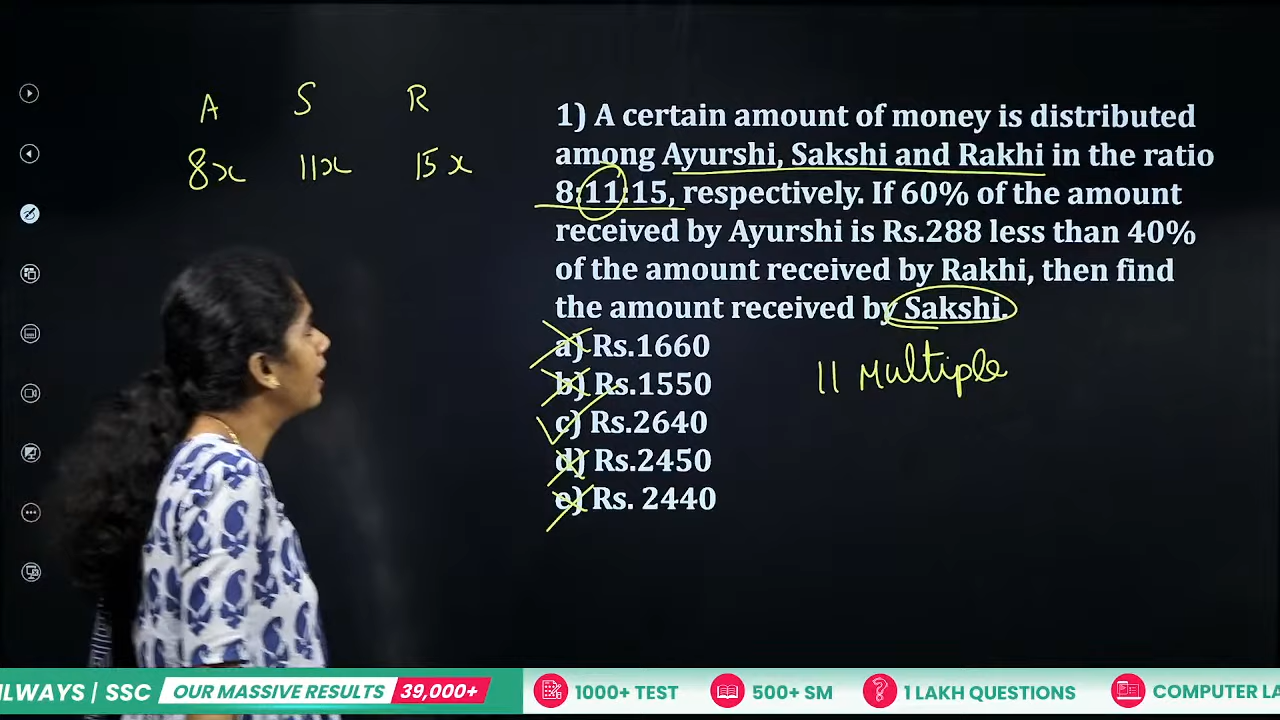 A S R
8x 11x 15x
1) A certain amount of money is distributed
among Ayurshi, Sakshi and Rakhi in the ratio
8:11:15, respectively. If 60% of the amount
received by Ayurshi is Rs.288 less than 40%
of the amount received by Rakhi, then find
the amount received by Sakshi.
a) Rs.1660
b) Rs.1550
c) Rs.2640
d) Rs.2450
e) Rs. 2440
11 Multiple
ILWAYS | SSC
OUR MASSIVE RESULTS 39,000+
1000+ TEST
500+ SM
1 LAKH QUESTIONS
COMPUTER LA